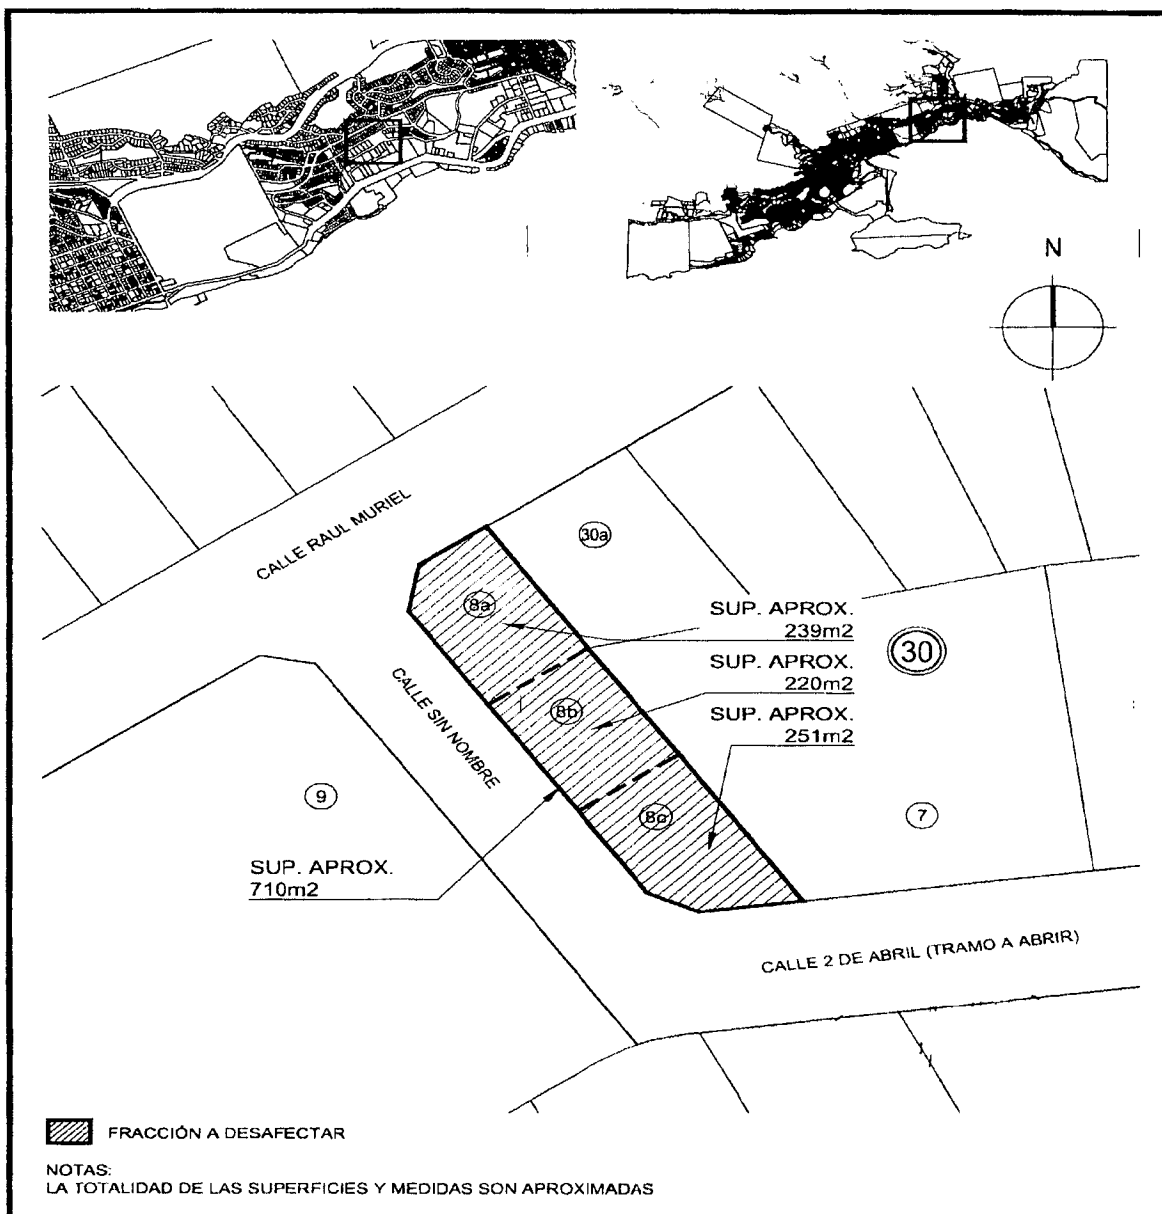 N
CALLE RAUL MURIEL
30a
8a
SUP. APROX.
239m2
30
SUP. APROX.
220m2
8b
CALLE SIN NOMBRE
SUP. APROX.
251m2
9
8c
7
SUP. APROX.
710m2
CALLE 2 DE ABRIL (TRAMO A ABRIR)
FRACCIÓN A DESAFECTAR
NOTAS:
LA TOTALIDAD DE LAS SUPERFICIES Y MEDIDAS SON APROXIMADAS